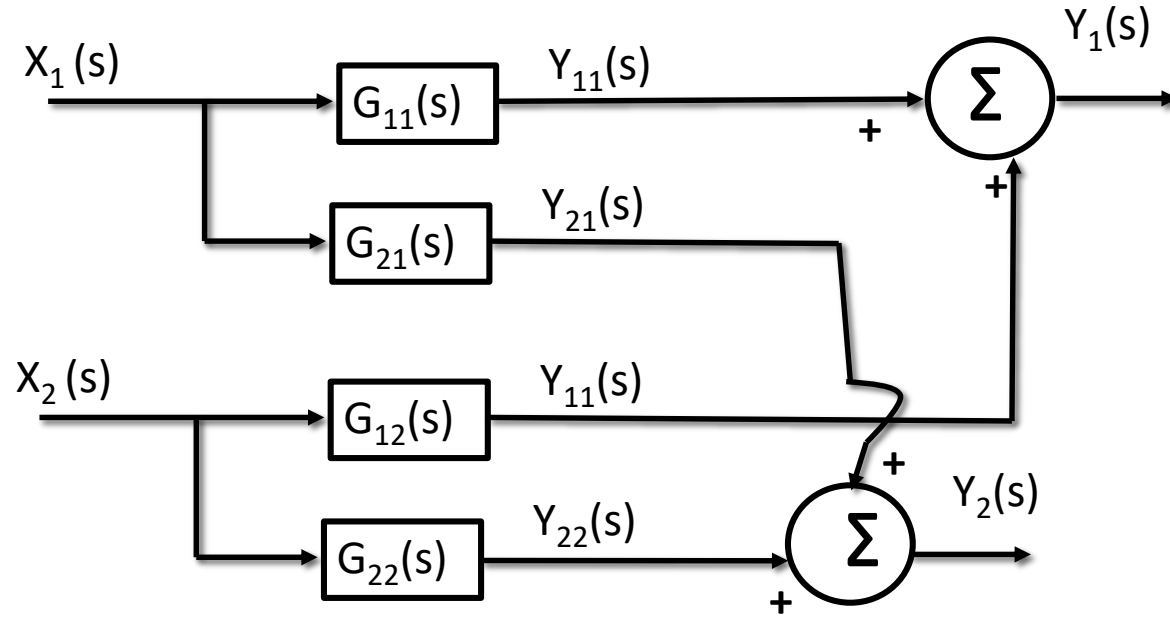 X₁ (s)
G₁₁(s)
Y₁₁(s)
+
Σ
+
Y₁(s)
G₂₁(s)
Y₂₁(s)
X₂ (s)
G₁₂(s)
Y₁₁(s)
+
G₂₂(s)
Y₂₂(s)
+
Σ
Y₂(s)